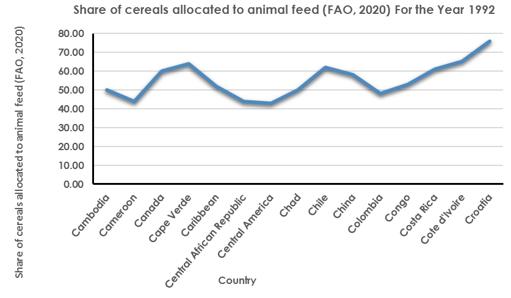 Share of cereals allocated to animal feed (FAO, 2020) For the Year 1992
Share of cereals allocated to animal feed (FAO, 2020)
80.00
70.00
60.00
50.00
40.00
30.00
20.00
10.00
0.00
Cambodia
Cameroon
Canada
Cape Verde
Caribbean
Central African Republic
Central America
Chad
Chile
China
Colombia
Congo
Costa Rica
Cote d'Ivoire
Croatia
Country